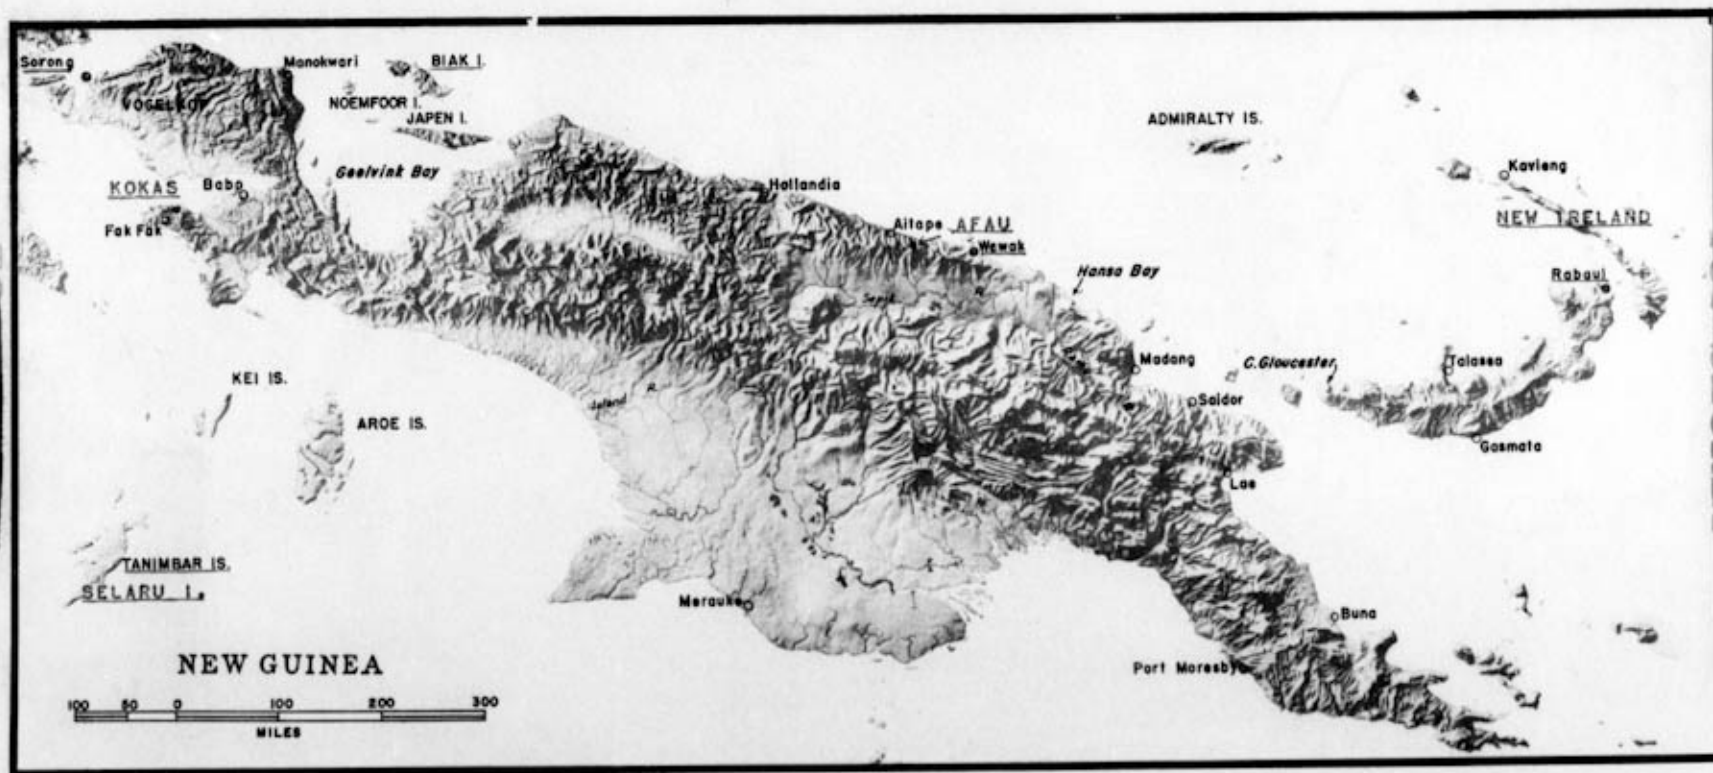 Sorong
Manokwari
BIAK I.
VOGELKOP
NOEMFOOR I.
JAPEN I.
ADMIRALTY IS.
Geelvink Bay
Kavieng
KOKAS
Babo
Hollandia
NEW IRELAND
Fak Fak
Aitape
AFAU
Wewak
Hansa Bay
Rabaul
Sepik
R.
Madang
C.Gloucester
Talasea
KEI IS.
Saidor
Island
R.
AROE IS.
Gasmata
Lae
TANIMBAR IS.
SELARU I.
Merauke
Buna
NEW GUINEA
Port Moresby
100 50 0 100 200 300
MILES